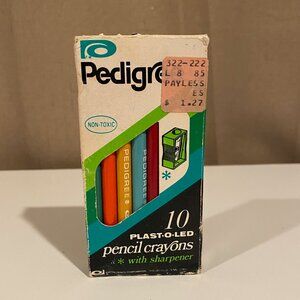 Pedigre
322-222
L 8 85
PAYLESS
ES
$ 1.27
NON-TOXIC
PEDIGREE
PEDIGREE
10
PLAST-O-LED
pencil crayons
* with sharpener